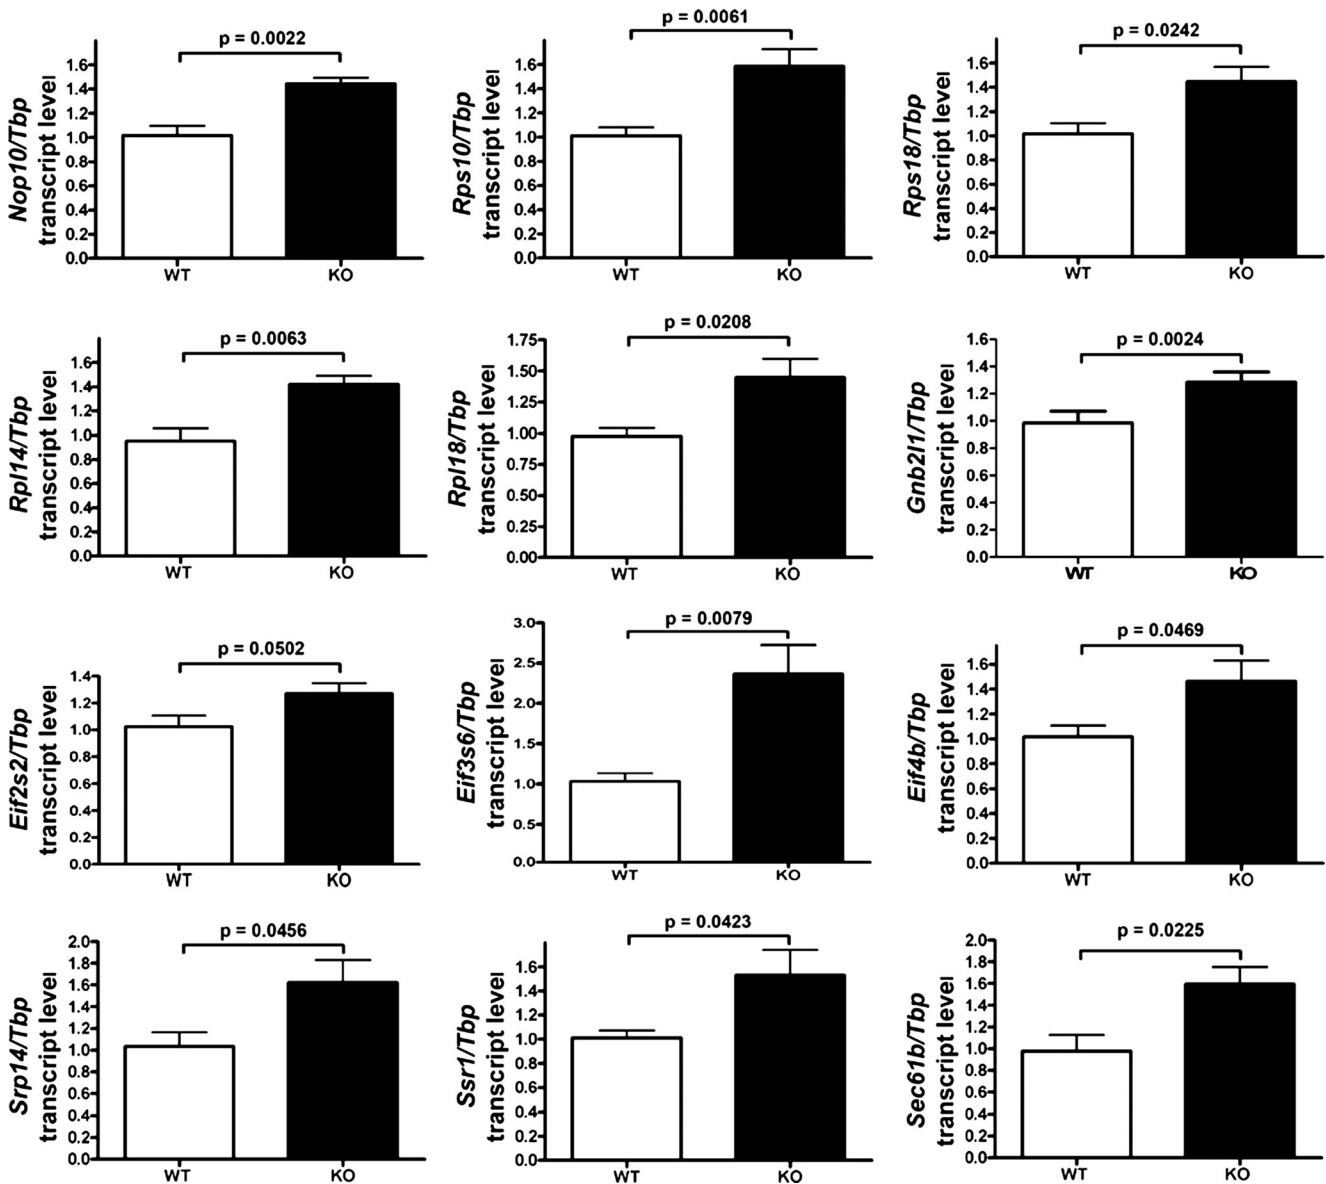 p = 0.0022
Nop10/Tbp
transcript level
1.6
1.4
1.2
1.0
0.8
0.6
0.4
0.2
0.0
WT KO
p = 0.0061
Rps10/Tbp
transcript level
1.6
1.4
1.2
1.0
0.8
0.6
0.4
0.2
0.0
WT KO
p = 0.0242
Rps18/Tbp
transcript level
1.6
1.4
1.2
1.0
0.8
0.6
0.4
0.2
0.0
WT KO
p = 0.0063
Rpl14/Tbp
transcript level
1.6
1.4
1.2
1.0
0.8
0.6
0.4
0.2
0.0
WT KO
p = 0.0208
Rpl18/Tbp
transcript level
1.75
1.50
1.25
1.00
0.75
0.50
0.25
0.00
WT KO
p = 0.0024
Gnb2l1/Tbp
transcript level
1.6
1.4
1.2
1.0
0.8
0.6
0.4
0.2
0.0
WT KO
p = 0.0502
Eif2s2/Tbp
transcript level
1.4
1.2
1.0
0.8
0.6
0.4
0.2
0.0
WT KO
p = 0.0079
Eif3s6/Tbp
transcript level
3.0
2.5
2.0
1.5
1.0
0.5
0.0
WT KO
p = 0.0469
Eif4b/Tbp
transcript level
1.6
1.4
1.2
1.0
0.8
0.6
0.4
0.2
0.0
WT KO
p = 0.0456
Srp14/Tbp
transcript level
2.0
1.8
1.6
1.4
1.2
1.0
0.8
0.6
0.4
0.2
0.0
WT KO
p = 0.0423
Ssr1/Tbp
transcript level
1.6
1.4
1.2
1.0
0.8
0.6
0.4
0.2
0.0
WT KO
p = 0.0225
Sec61b/Tbp
transcript level
2.0
1.8
1.6
1.4
1.2
1.0
0.8
0.6
0.4
0.2
0.0
WT KO